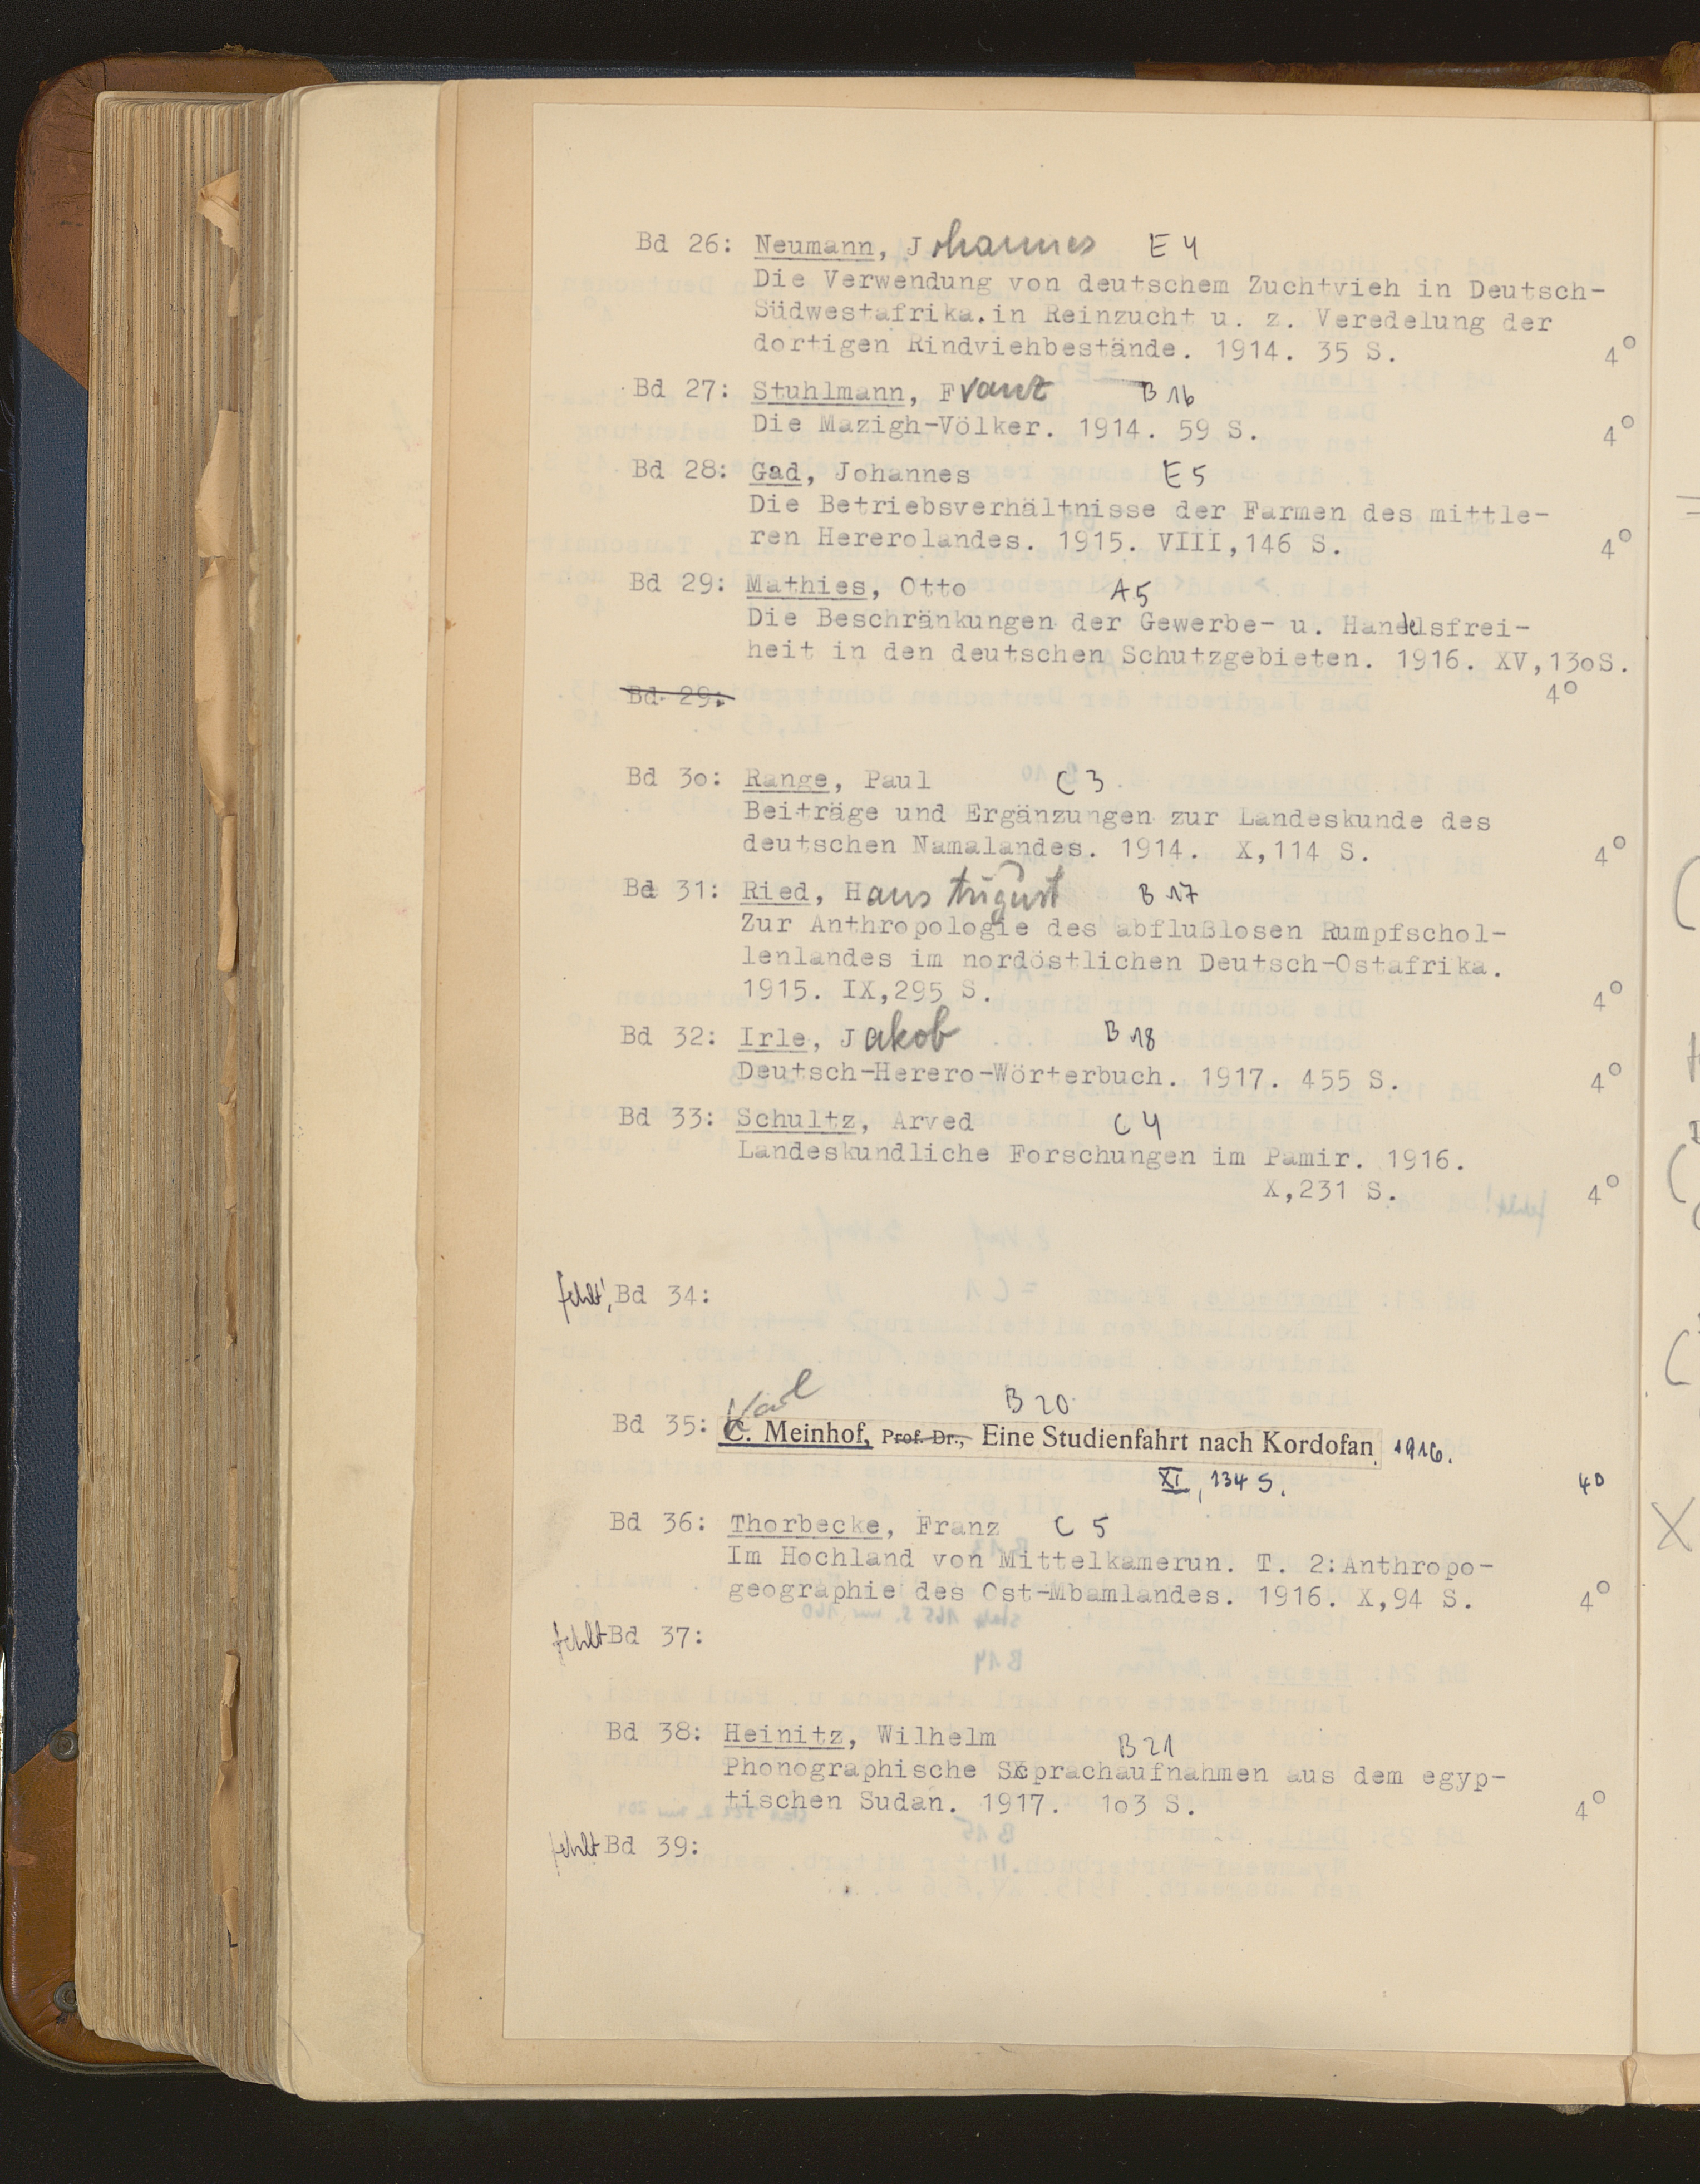 Bd 26: Neumann, Johannes E 4
Die Verwendung von deutschem Zuchtvieh in Deutsch-
Südwestafrika.in Reinzucht u. z. Veredelung der
dortigen Rindviehbestände. 1914. 35 S. 4°
Bd 27: Stuhlmann, Franz B 16
Die Mazigh-Völker. 1914. 59 S. 4°
Bd 28: Gad, Johannes E 5
Die Betriebsverhältnisse der Farmen des mittle-
ren Hererolandes. 1915. VIII,146 S. 4°
Bd 29: Mathies, Otto A 5
Die Beschränkungen der Gewerbe- u. Handelsfrei-
heit in den deutschen Schutzgebieten. 1916. XV,13oS.
Bd 29: 4°
Bd 3o: Range, Paul C 3
Beiträge und Ergänzungen zur Landeskunde des
deutschen Namalandes. 1914. X,114 S. 4°
Bd 31: Ried, Hans August B 17
Zur Anthropologie des abflußlosen Rumpfschol-
lenlandes im nordöstlichen Deutsch-Ostafrika.
1915. IX,295 S. 4°
Bd 32: Irle, Jakob B 18
Deutsch-Herero-Wörterbuch. 1917. 455 S. 4°
Bd 33: Schultz, Arved C 4
Landeskundliche Forschungen im Pamir. 1916.
X,231 S. 4°
fehlt! Bd 34:
Karl B 20
Bd 35: C. Meinhof, Prof. Dr., Eine Studienfahrt nach Kordofan. 1916.
XI, 134 S. 4°
Bd 36: Thorbecke, Franz C 5
Im Hochland von Mittelkamerun. T. 2:Anthropo-
geographie des Ost-Mbamlandes. 1916. X,94 S. 4°
fehlt Bd 37:
Bd 38: Heinitz, Wilhelm B 21
Phonographische Sprachaufnahmen aus dem egyp-
tischen Sudan. 1917. 1o3 S. 4°
fehlt Bd 39: